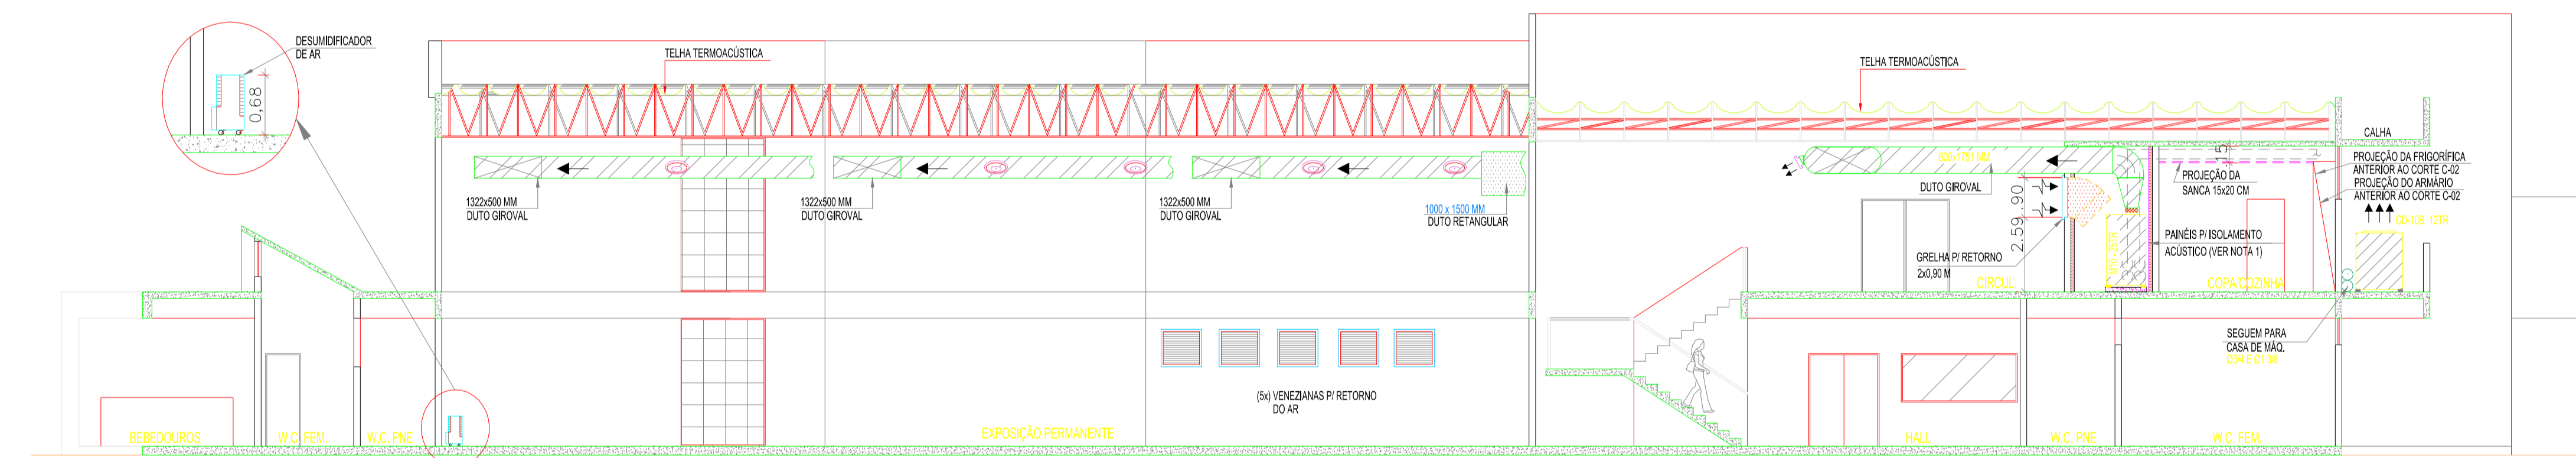 DESUMIDIFICADOR
DE AR
0,68
TELHA TERMOACÚSTICA
TELHA TERMOACÚSTICA
1322x500 MM
DUTO GIROVAL
1322x500 MM
DUTO GIROVAL
1322x500 MM
DUTO GIROVAL
1000 x 1500 MM
DUTO RETANGULAR
DUTO GIROVAL
2.59
.90
.15
GRELHA P/ RETORNO
2x0,90 M
CIRCUL.
PROJEÇÃO DA
SANCA 15x20 CM
PAINÉIS P/ ISOLAMENTO
ACÚSTICO (VER NOTA 1)
COPA/COZINHA
CALHA
PROJEÇÃO DA FRIGORÍFICA
ANTERIOR AO CORTE C-02
PROJEÇÃO DO ARMÁRIO
ANTERIOR AO CORTE C-02
12TR
SEGUEM PARA
CASA DE MÁQ.
(5x) VENEZIANAS P/ RETORNO
DO AR
BEBEDOUROS
W.C. FEM.
W.C. PNE
EXPOSIÇÃO PERMANENTE
HALL
W.C. PNE
W.C. FEM.